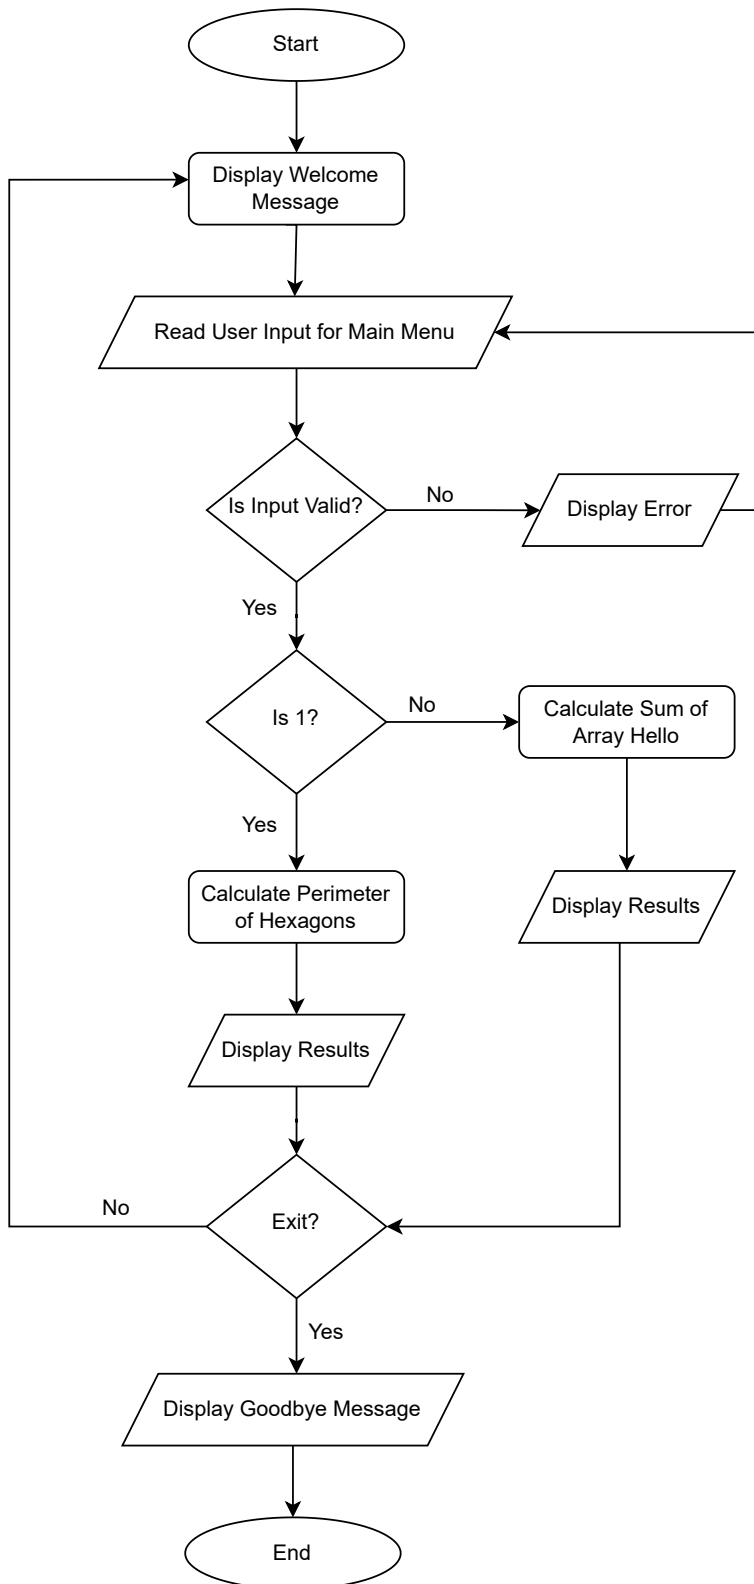 Start
Display Welcome
Message
Read User Input for Main Menu
Is Input Valid?
No
Display Error
Yes
Is 1?
No
Calculate Sum of
Array Hello
Yes
Calculate Perimeter
of Hexagons
Display Results
Display Results
No
Exit?
Yes
Display Goodbye Message
End